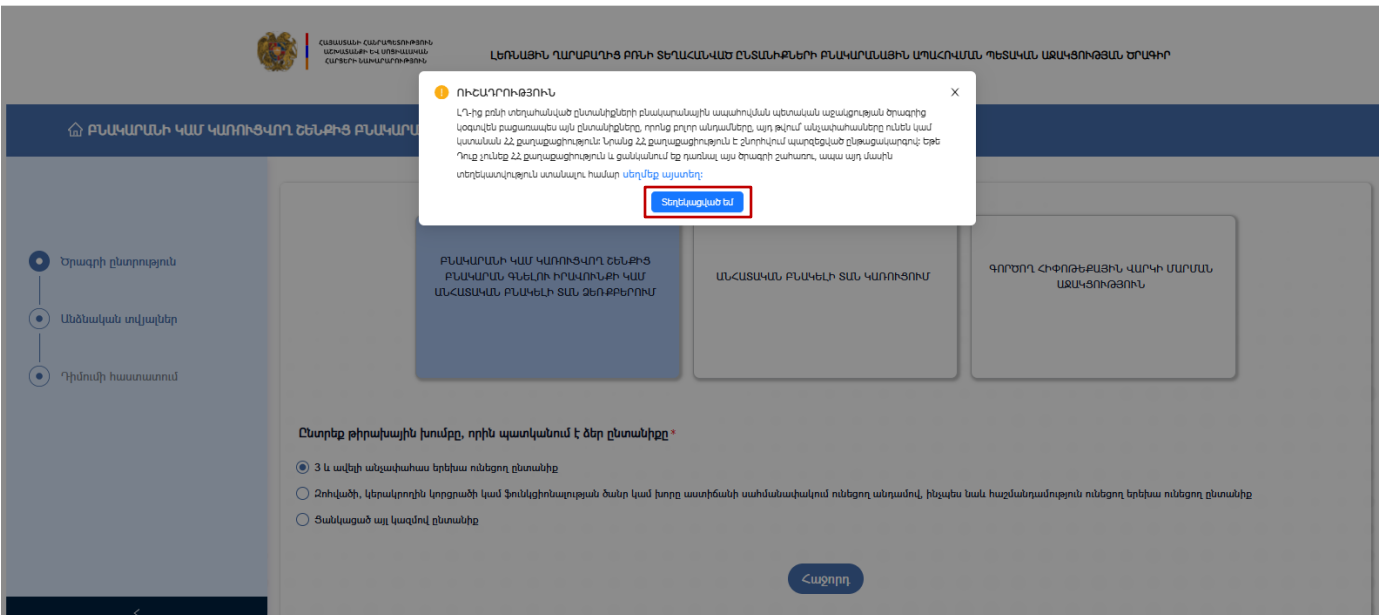 ՀԱՅԱՍՏԱՆԻ ՀԱՆՐԱՊԵՏՈՒԹՅՈՒՆ
ԱՇԽԱՏԱՆՔԻ ԵՎ ՍՈՑԻԱԼԱԿԱՆ
ՀԱՐՑԵՐԻ ՆԱԽԱՐԱՐՈՒԹՅՈՒՆ
ԼԵՌՆԱՅԻՆ ՂԱՐԱԲԱՂԻՑ ԲՌՆԻ ՏԵՂԱՀԱՆՎԱԾ ԸՆՏԱՆԻՔՆԵՐԻ ԲՆԱԿԱՐԱՆԱՅԻՆ ԱՊԱՀՈՎՄԱՆ ՊԵՏԱԿԱՆ ԱՋԱԿՑՈՒԹՅԱՆ ԾՐԱԳԻՐ
ՈՒՇԱԴՐՈՒԹՅՈՒՆ
ԼՂ-ից բռնի տեղահանված ընտանիքների բնակարանային ապահովման պետական աջակցության ծրագրից
կօգտվեն բացառապես այն ընտանիքները, որոնց բոլոր անդամները, այդ թվում՝ անչափահասները ունեն կամ
կստանան ՀՀ քաղաքացիություն: Նրանց ՀՀ քաղաքացիություն է շնորհվում պարզեցված ընթացակարգով: Եթե
Դուք չունեք ՀՀ քաղաքացիություն և ցանկանում եք դառնալ այս ծրագրի շահառու, ապա այդ մասին
տեղեկատվություն ստանալու համար սեղմեք այստեղ:
Տեղեկացված եմ
ԲՆԱԿԱՐԱՆԻ ԿԱՄ ԿԱՌՈՒՑՎՈՂ ՇԵՆՔԻՑ ԲՆԱԿԱՐԱ
Ծրագրի ընտրություն
Անձնական տվյալներ
Դիմումի հաստատում
ԲՆԱԿԱՐԱՆԻ ԿԱՄ ԿԱՌՈՒՑՎՈՂ ՇԵՆՔԻՑ
ԲՆԱԿԱՐԱՆ ԳՆԵԼՈՒ ԻՐԱՎՈՒՆՔԻ ԿԱՄ
ԱՆՀԱՏԱԿԱՆ ԲՆԱԿԵԼԻ ՏԱՆ ՁԵՌՔԲԵՐՈՒՄ
ԱՆՀԱՏԱԿԱՆ ԲՆԱԿԵԼԻ ՏԱՆ ԿԱՌՈՒՑՈՒՄ
ԳՈՐԾՈՂ ՀԻՓՈԹԵՔԱՅԻՆ ՎԱՐԿԻ ՄԱՐՄԱՆ
ԱՋԱԿՑՈՒԹՅՈՒՆ
Ընտրեք թիրախային խումբը, որին պատկանում է ձեր ընտանիքը *
3 և ավելի անչափահաս երեխա ունեցող ընտանիք
Զոհվածի, կերակրողին կորցրածի կամ ֆունկցիոնալության ծանր կամ խորը աստիճանի սահմանափակում ունեցող անդամով, ինչպես նաև հաշմանդամություն ունեցող երեխա ունեցող ընտանիք
Ցանկացած այլ կազմով ընտանիք
Հաջորդ